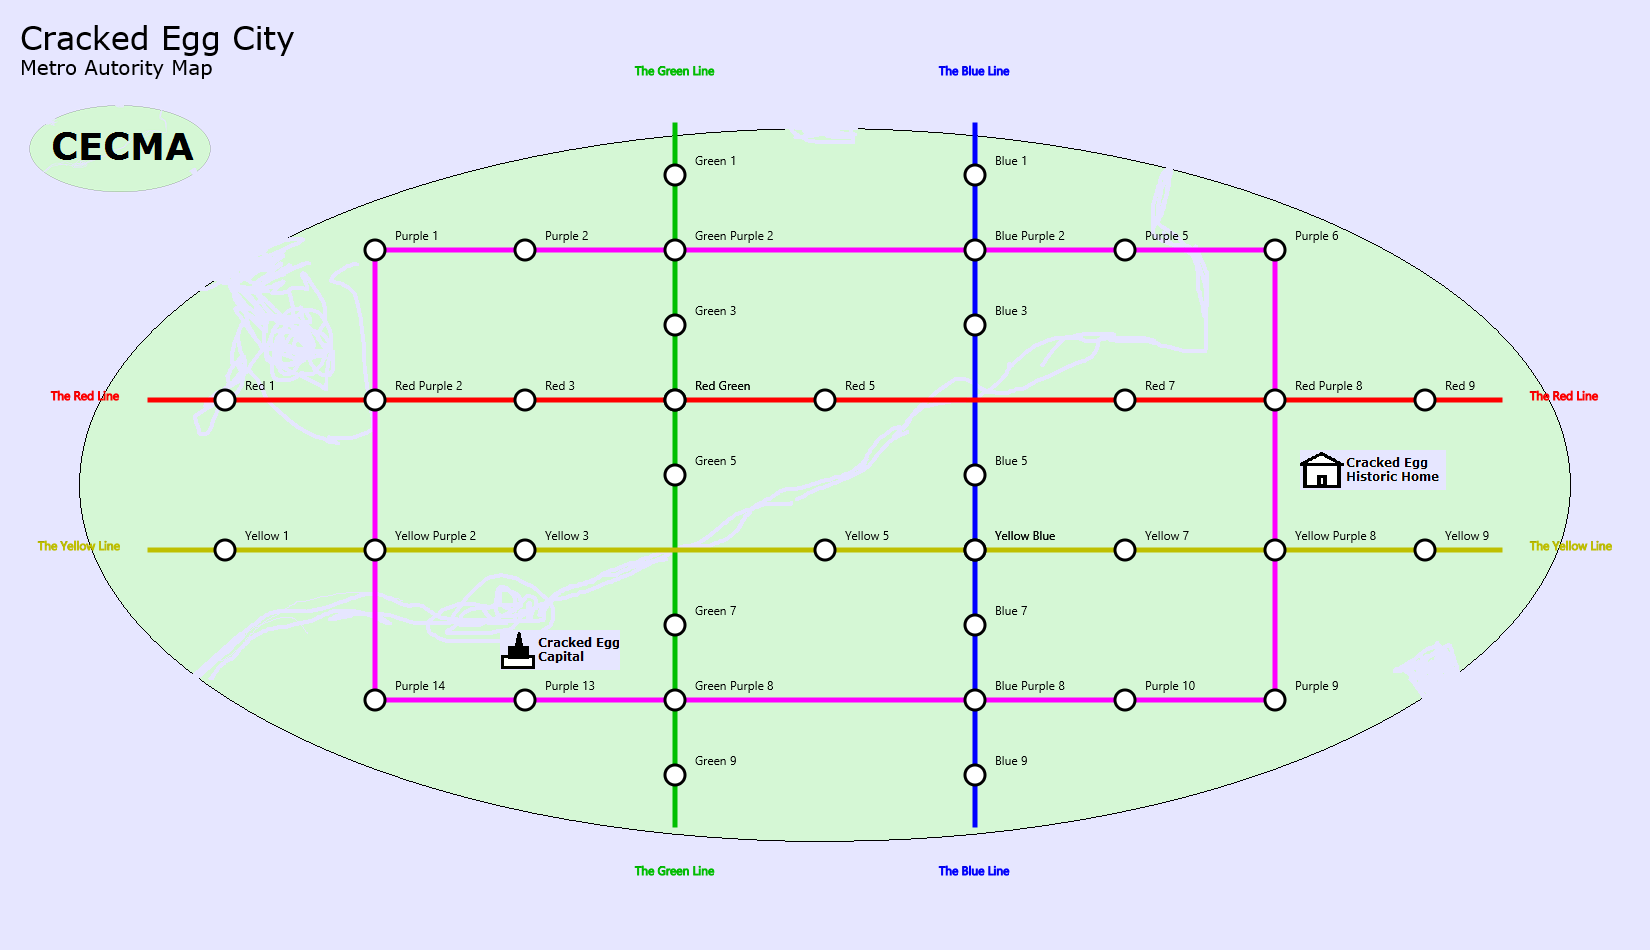 Cracked Egg City
Metro Autority Map
The Green Line
The Blue Line
CECMA
Green 1
Blue 1
Purple 1
Purple 2
Green Purple 2
Blue Purple 2
Purple 5
Purple 6
Green 3
Blue 3
The Red Line
Red 1
Red Purple 2
Red 3
Red Green
Red 5
Red 7
Red Purple 8
Red 9
The Red Line
Green 5
Blue 5
Cracked Egg
Historic Home
The Yellow Line
Yellow 1
Yellow Purple 2
Yellow 3
Yellow 5
Yellow Blue
Yellow 7
Yellow Purple 8
Yellow 9
The Yellow Line
Green 7
Blue 7
Cracked Egg
Capital
Purple 14
Purple 13
Green Purple 8
Blue Purple 8
Purple 10
Purple 9
Green 9
Blue 9
The Green Line
The Blue Line